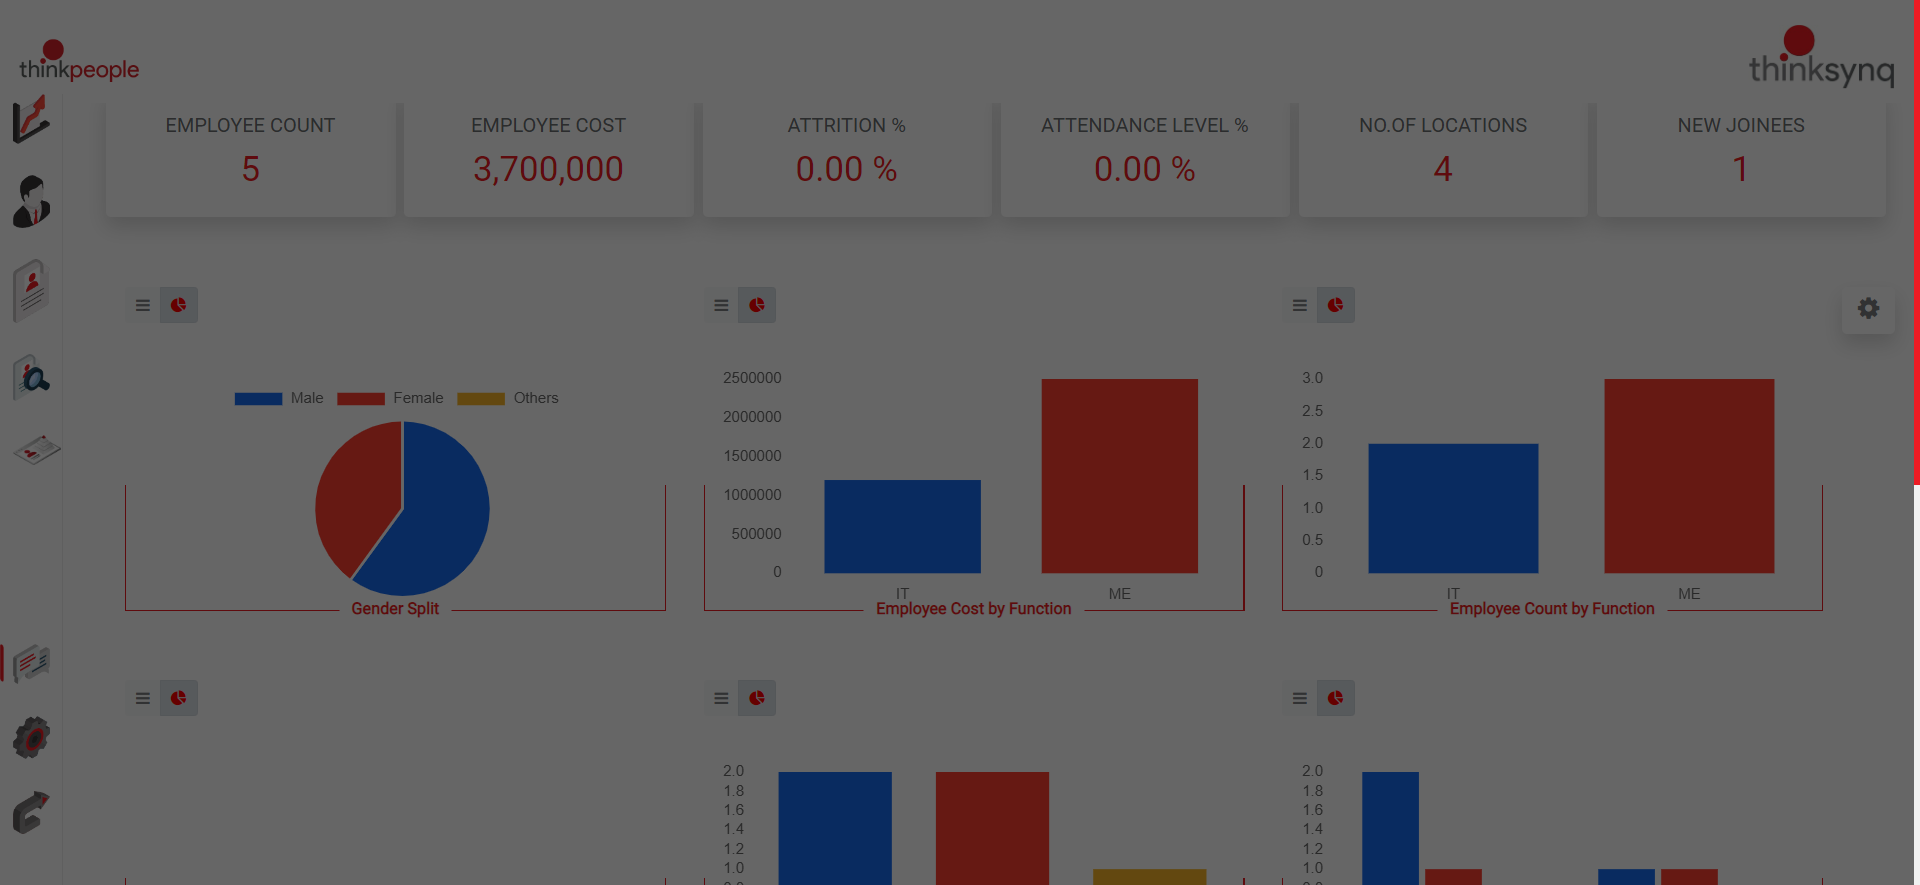 thinkpeople
thinksynq
EMPLOYEE COUNT
5
EMPLOYEE COST
3,700,000
ATTRITION %
0.00 %
ATTENDANCE LEVEL %
0.00 %
NO.OF LOCATIONS
4
NEW JOINEES
1
Male Female Others
Gender Split
2500000
2000000
1500000
1000000
500000
0
IT ME
Employee Cost by Function
3.0
2.5
2.0
1.5
1.0
0.5
0
IT ME
Employee Count by Function
2.0
1.8
1.6
1.4
1.2
1.0
2.0
1.8
1.6
1.4
1.2
1.0